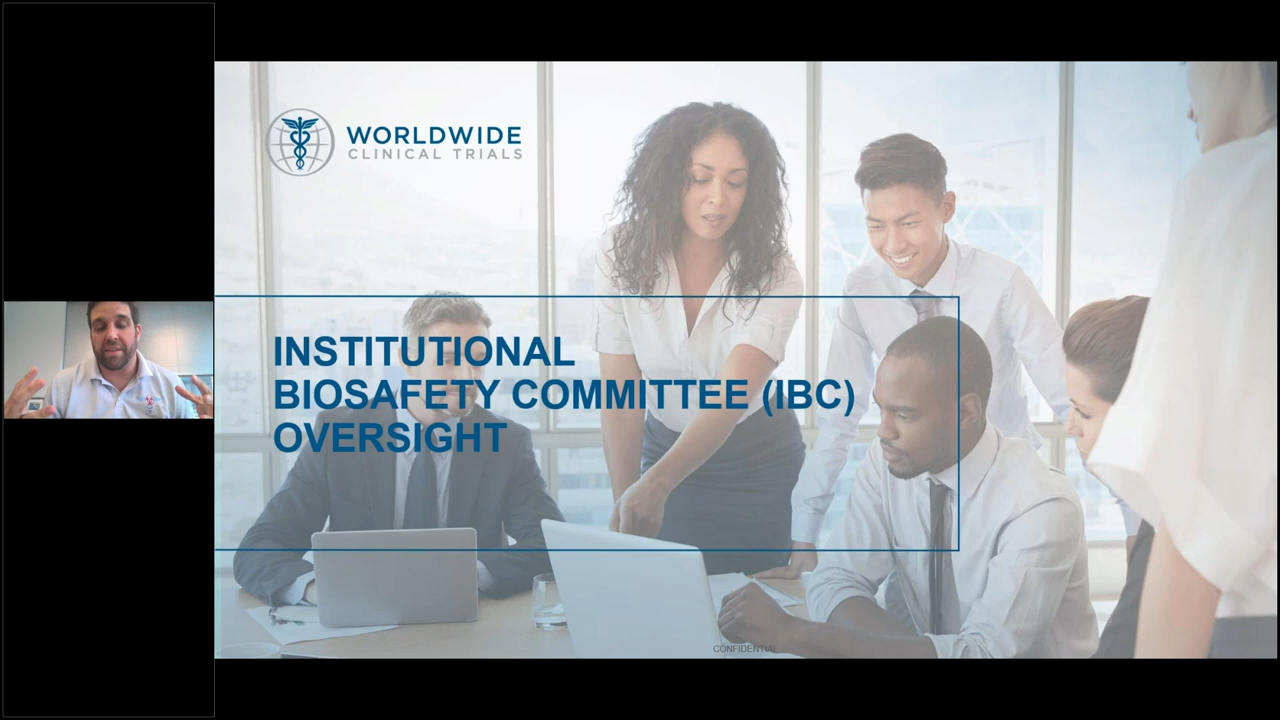 WORLDWIDE
CLINICAL TRIALS
INSTITUTIONAL
BIOSAFETY COMMITTEE (IBC)
OVERSIGHT
CONFIDENTIAL